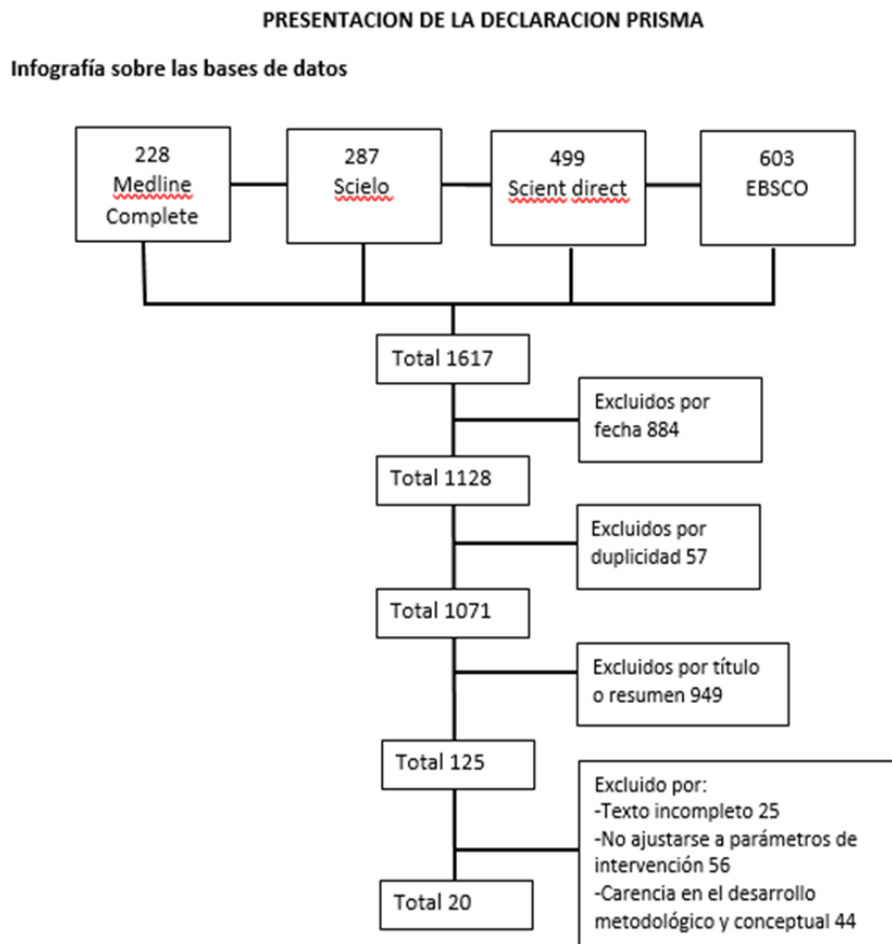 PRESENTACION DE LA DECLARACION PRISMA
Infografía sobre las bases de datos
228
Medline
Complete
287
Scielo
499
Scient direct
603
EBSCO
Total 1617
Excluidos por
fecha 884
Total 1128
Excluidos por
duplicidad 57
Total 1071
Excluidos por título
o resumen 949
Total 125
Excluido por:
-Texto incompleto 25
-No ajustarse a parámetros de
intervención 56
-Carencia en el desarrollo
metodológico y conceptual 44
Total 20